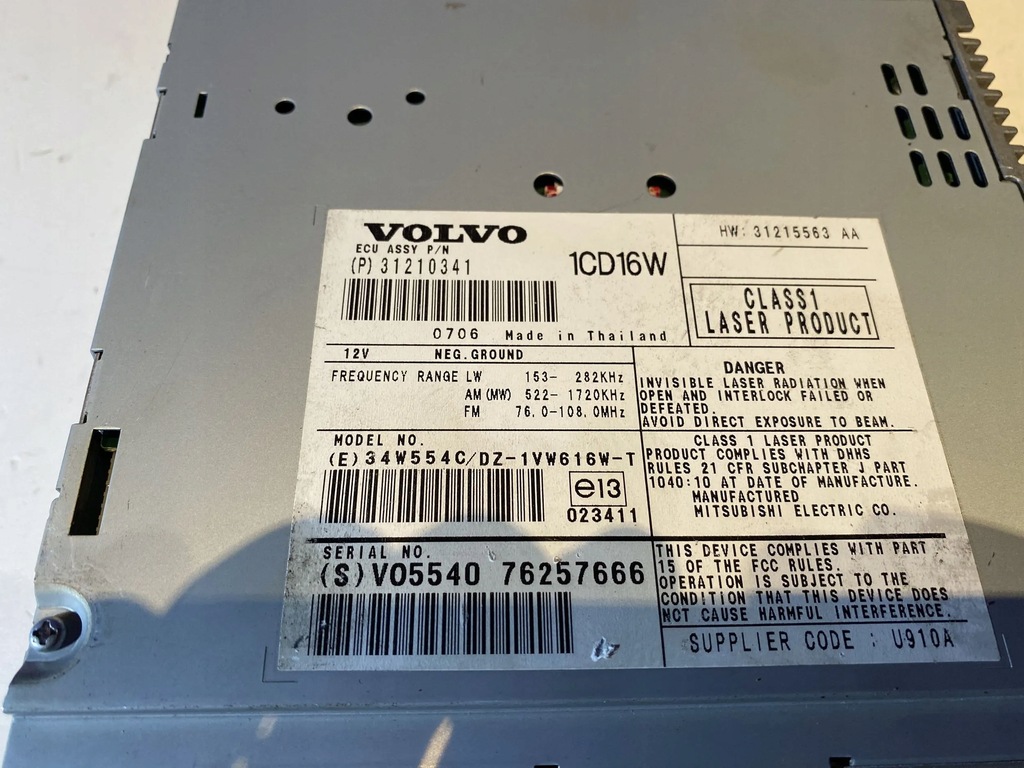 VOLVO
ECU ASSY P/N
(P) 31210341
1CD16W
HW: 31215563 AA
CLASS1
LASER PRODUCT
0706 Made in Thailand
12V NEG. GROUND
FREQUENCY RANGE LW 153- 282KHz
AM (MW) 522- 1720KHz
FM 76.0-108.0MHz
DANGER
INVISIBLE LASER RADIATION WHEN
OPEN AND INTERLOCK FAILED OR
DEFEATED.
AVOID DIRECT EXPOSURE TO BEAM.
MODEL NO.
(E) 34W554C/DZ-1VW616W-T
e13
023411
CLASS 1 LASER PRODUCT
PRODUCT COMPLIES WITH DHHS
RULES 21 CFR SUBCHAPTER J PART
1040:10 AT DATE OF MANUFACTURE.
MANUFACTURED
MITSUBISHI ELECTRIC CO.
SERIAL NO.
(S) VO5540 76257666
THIS DEVICE COMPLIES WITH PART
15 OF THE FCC RULES.
OPERATION IS SUBJECT TO THE
CONDITION THAT THIS DEVICE DOES
NOT CAUSE HARMFUL INTERFERENCE.
SUPPLIER CODE : U910A